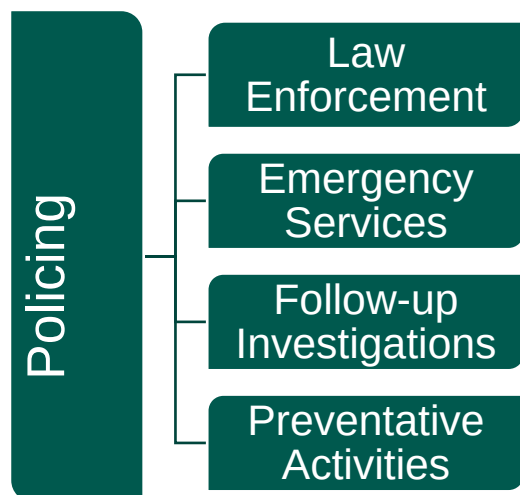 Policing
Law
Enforcement
Emergency
Services
Follow-up
Investigations
Preventative
Activities